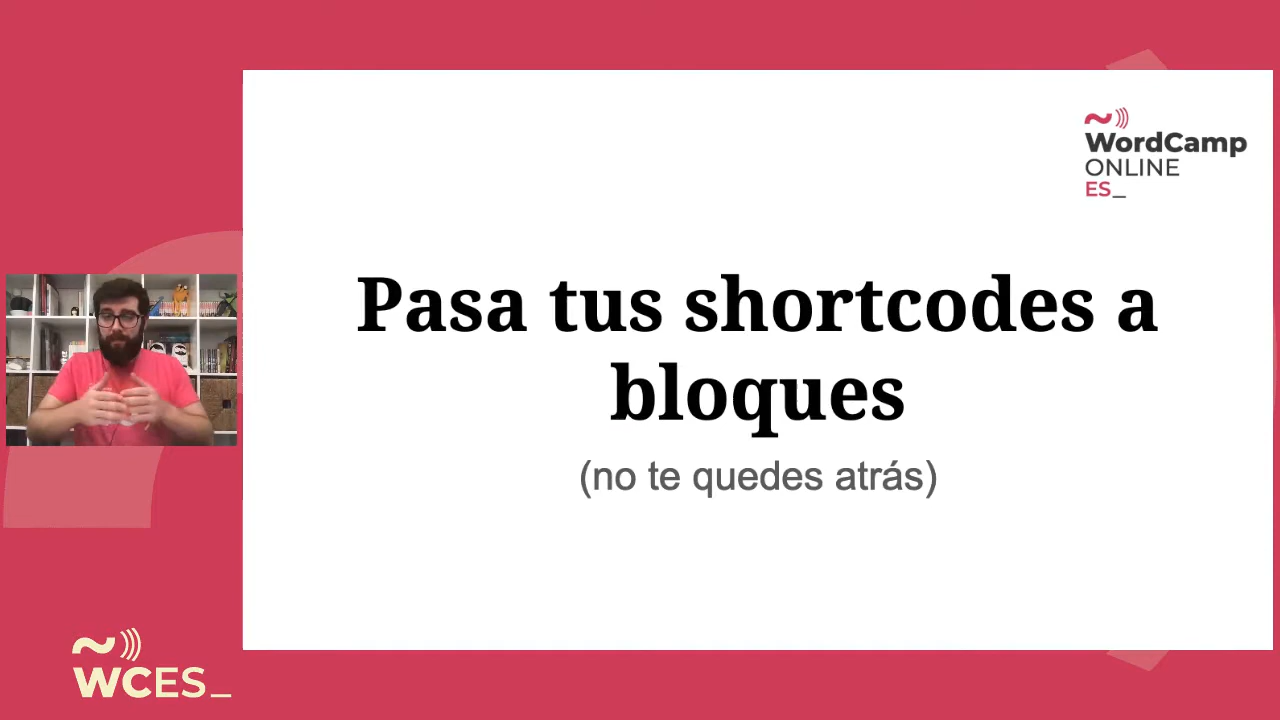 WordCamp
ONLINE
ES_
Pasa tus shortcodes a
bloques
(no te quedes atrás)
WCES_